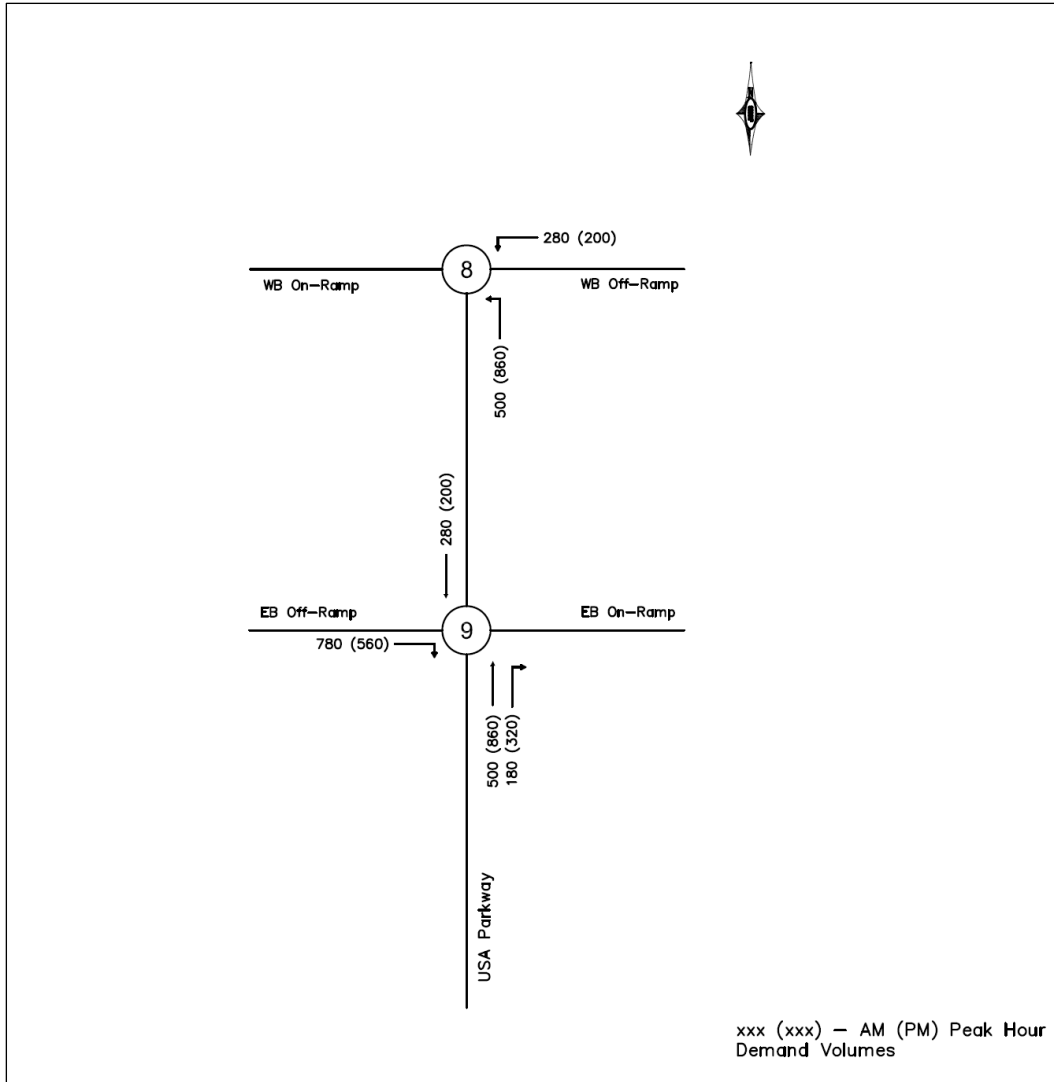 280 (200)
8
WB On-Ramp
WB Off-Ramp
500 (860)
280 (200)
EB Off-Ramp
EB On-Ramp
9
780 (560)
500 (860)
180 (320)
USA Parkway
xxx (xxx) – AM (PM) Peak Hour
Demand Volumes